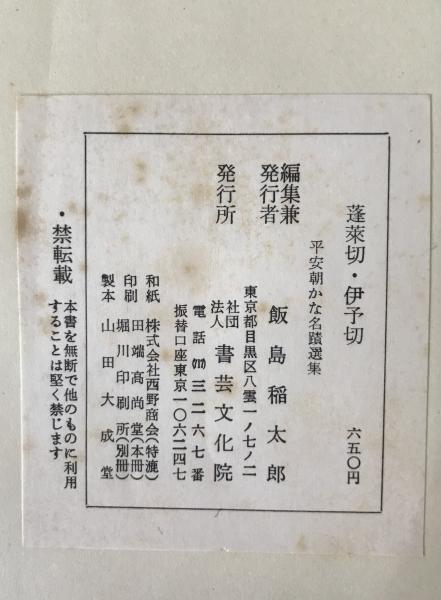 蓬萊切・伊予切　六五〇円
平安朝かな名蹟選集
編集兼
発行者　飯島稲太郎
東京都目黒区八雲一ノ七ノ二
発行所　社団
法人　書芸文化院
電話(717)三二六七番
振替口座東京一〇六二四七
和紙　株式会社西野商会(特漉)
印刷　田端高尚堂(本冊)
堀川印刷所(別冊)
製本　山田大成堂
・禁転載　本書を無断で他のものに利用
することは堅く禁じます